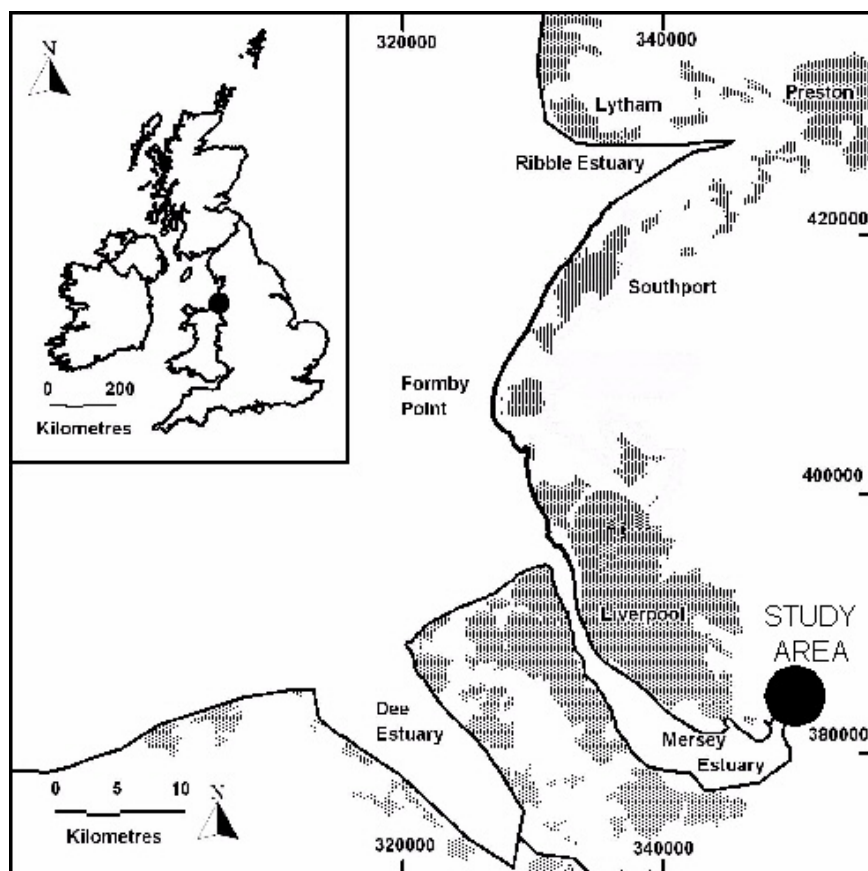 N
0 200
Kilometres
320000 340000
Lytham
Preston
Ribble Estuary
420000
Southport
Formby
Point
400000
Liverpool
STUDY
AREA
Dee
Estuary
Mersey
Estuary
380000
0 5 10
Kilometres
N
320000 340000